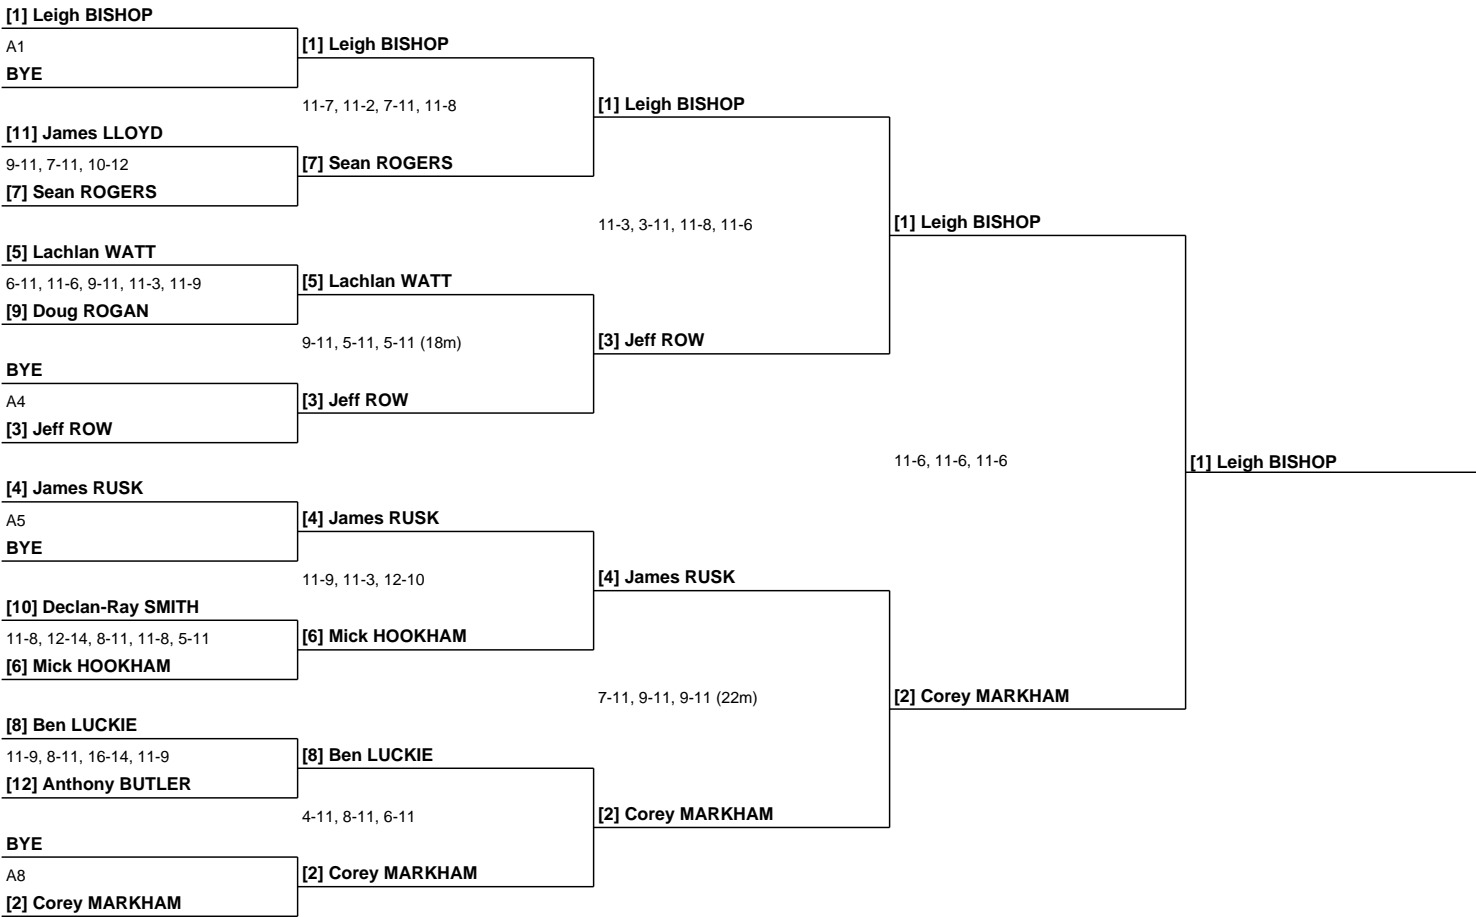 [1] Leigh BISHOP
A1
BYE
[11] James LLOYD
9-11, 7-11, 10-12
[7] Sean ROGERS
[5] Lachlan WATT
6-11, 11-6, 9-11, 11-3, 11-9
[9] Doug ROGAN
BYE
A4
[3] Jeff ROW
[4] James RUSK
A5
BYE
[10] Declan-Ray SMITH
11-8, 12-14, 8-11, 11-8, 5-11
[6] Mick HOOKHAM
[8] Ben LUCKIE
11-9, 8-11, 16-14, 11-9
[12] Anthony BUTLER
BYE
A8
[2] Corey MARKHAM
[1] Leigh BISHOP
11-7, 11-2, 7-11, 11-8
[7] Sean ROGERS
[5] Lachlan WATT
9-11, 5-11, 5-11 (18m)
[3] Jeff ROW
[4] James RUSK
11-9, 11-3, 12-10
[6] Mick HOOKHAM
[8] Ben LUCKIE
4-11, 8-11, 6-11
[2] Corey MARKHAM
[1] Leigh BISHOP
11-3, 3-11, 11-8, 11-6
[3] Jeff ROW
[4] James RUSK
7-11, 9-11, 9-11 (22m)
[2] Corey MARKHAM
[1] Leigh BISHOP
11-6, 11-6, 11-6
[2] Corey MARKHAM
[1] Leigh BISHOP